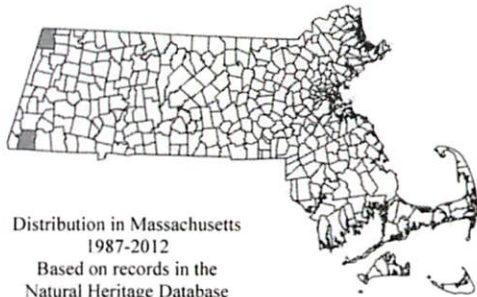 Distribution in Massachusetts
1987-2012
Based on records in the
Natural Heritage Database